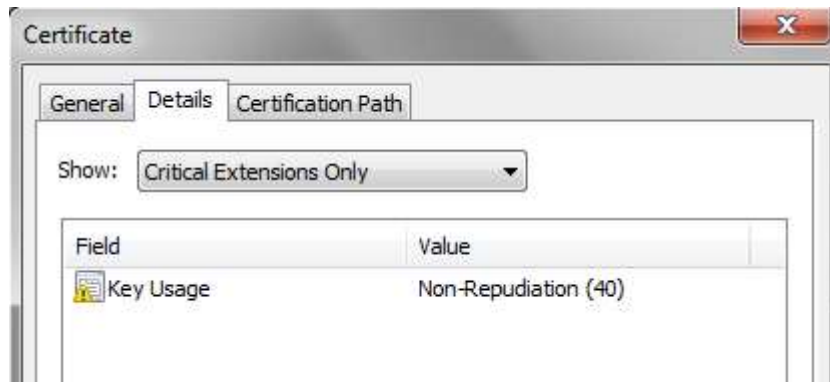 Certificate
General Details Certification Path
Show: Critical Extensions Only
Field Value
Key Usage Non-Repudiation (40)